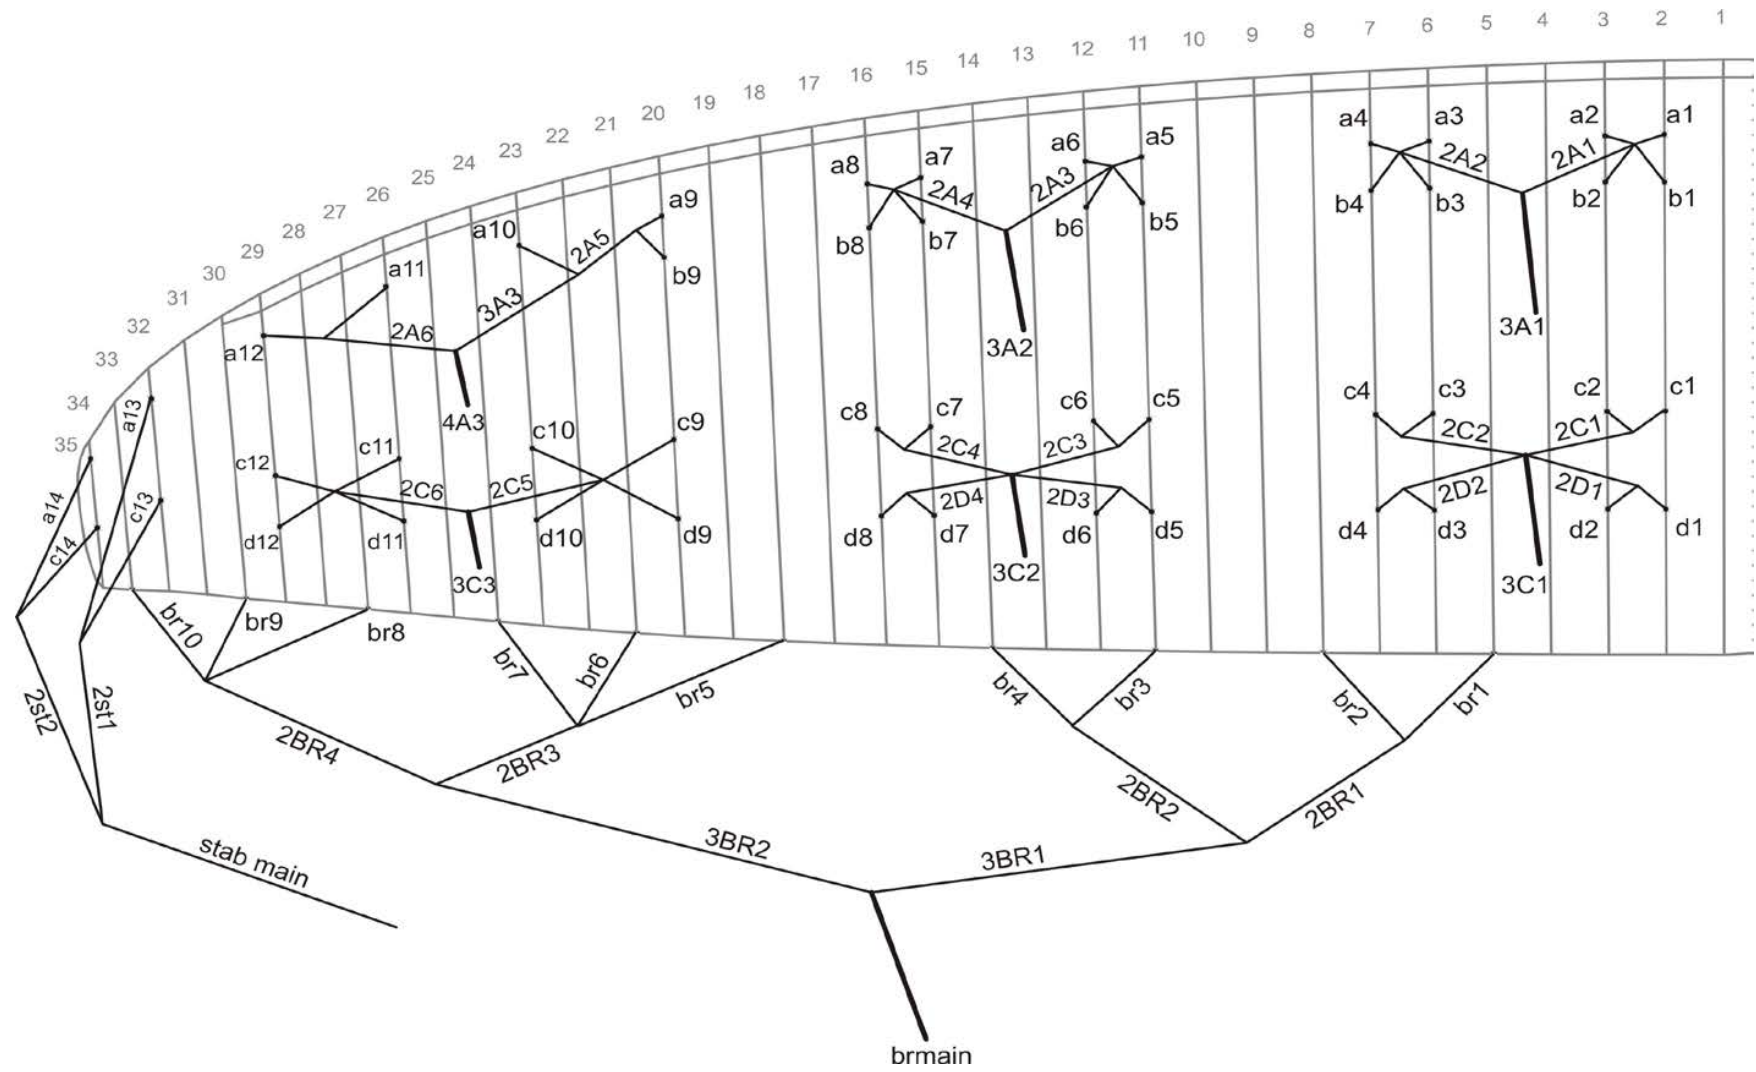 1
2
3
4
5
6
7
8
9
10
11
12
13
14
15
16
17
18
19
20
21
22
23
24
25
26
27
28
29
30
31
32
33
34
35
a4 a3 a2 a1
2A2 2A1
b4 b3 b2 b1
3A1
a8 a7 a6 a5
2A4 2A3
b8 b7 b6 b5
3A2
a10 a9
2A5
b9
a11
3A3
2A6
a12
4A3
a13
c4 c3 c2 c1
2C2 2C1
2D2 2D1
d4 d3 d2 d1
3C1
c8 c7 c6 c5
2C4 2C3
2D4 2D3
d8 d7 d6 d5
3C2
c12 c11 c10 c9
2C6 2C5
d12 d11 d10 d9
3C3
a14 c13
c14
br10 br9 br8 br7 br6 br5 br4 br3 br2 br1
2st2 2st1
2BR4 2BR3 2BR2 2BR1
stab main
3BR2 3BR1
brmain